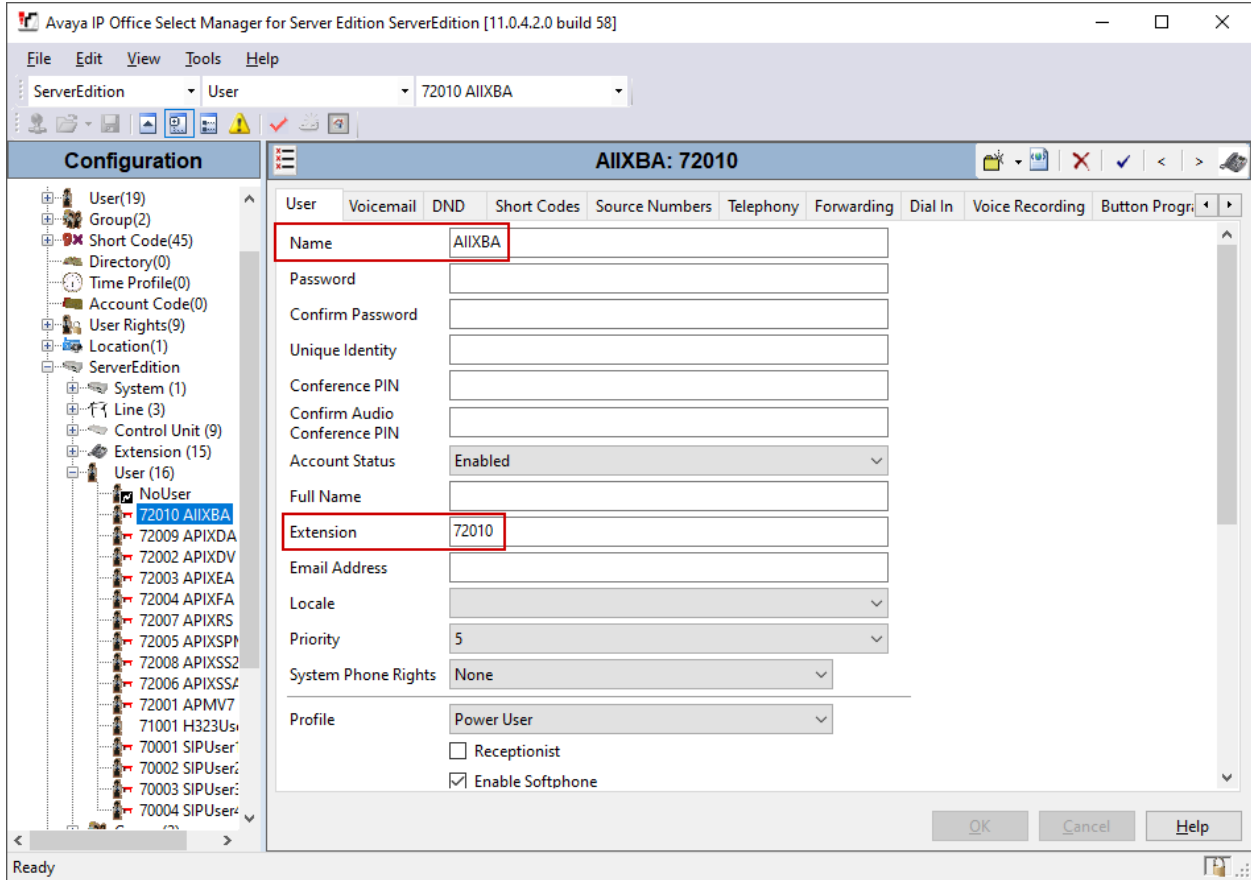 Avaya IP Office Select Manager for Server Edition ServerEdition [11.0.4.2.0 build 58]
File Edit View Tools Help
ServerEdition User 72010 AIIXBA
Configuration
User(19)
Group(2)
Short Code(45)
Directory(0)
Time Profile(0)
Account Code(0)
User Rights(9)
Location(1)
ServerEdition
System (1)
Line (3)
Control Unit (9)
Extension (15)
User (16)
NoUser
72010 AIIXBA
72009 APIXDA
72002 APIXDV
72003 APIXEA
72004 APIXFA
72007 APIXRS
72005 APIXSPM
72008 APIXSS2
72006 APIXSSA
72001 APMV7
71001 H323Us
70001 SIPUser1
70002 SIPUser2
70003 SIPUser3
70004 SIPUser4
AIIXBA: 72010
User Voicemail DND Short Codes Source Numbers Telephony Forwarding Dial In Voice Recording Button Progr
Name AIIXBA
Password
Confirm Password
Unique Identity
Conference PIN
Confirm Audio
Conference PIN
Account Status Enabled
Full Name
Extension 72010
Email Address
Locale
Priority 5
System Phone Rights None
Profile Power User
Receptionist
Enable Softphone
OK Cancel Help
Ready